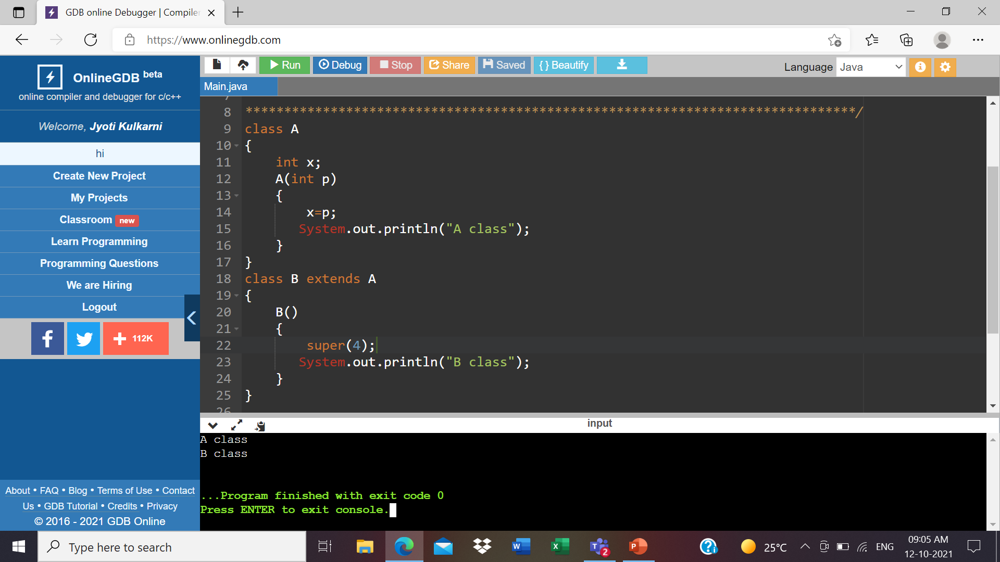 GDB online Debugger | Compiler
https://www.onlinegdb.com
OnlineGDB beta
online compiler and debugger for c/c++
Welcome, Jyoti Kulkarni
hi
Create New Project
My Projects
Classroom new
Learn Programming
Programming Questions
We are Hiring
Logout
f
+ 112K
About • FAQ • Blog • Terms of Use • Contact
Us • GDB Tutorial • Credits • Privacy
© 2016 - 2021 GDB Online
Run Debug Stop Share Saved { } Beautify
Language Java
Main.java
7
8 *******************************************************************************/
9 class A
10 {
11 int x;
12 A(int p)
13 {
14 x=p;
15 System.out.println("A class");
16 }
17 }
18 class B extends A
19 {
20 B()
21 {
22 super(4);
23 System.out.println("B class");
24 }
25 }
26
input
A class
B class
...Program finished with exit code 0
Press ENTER to exit console.
Type here to search
W
X
T 2
P
25°C
ENG
09:05 AM
12-10-2021